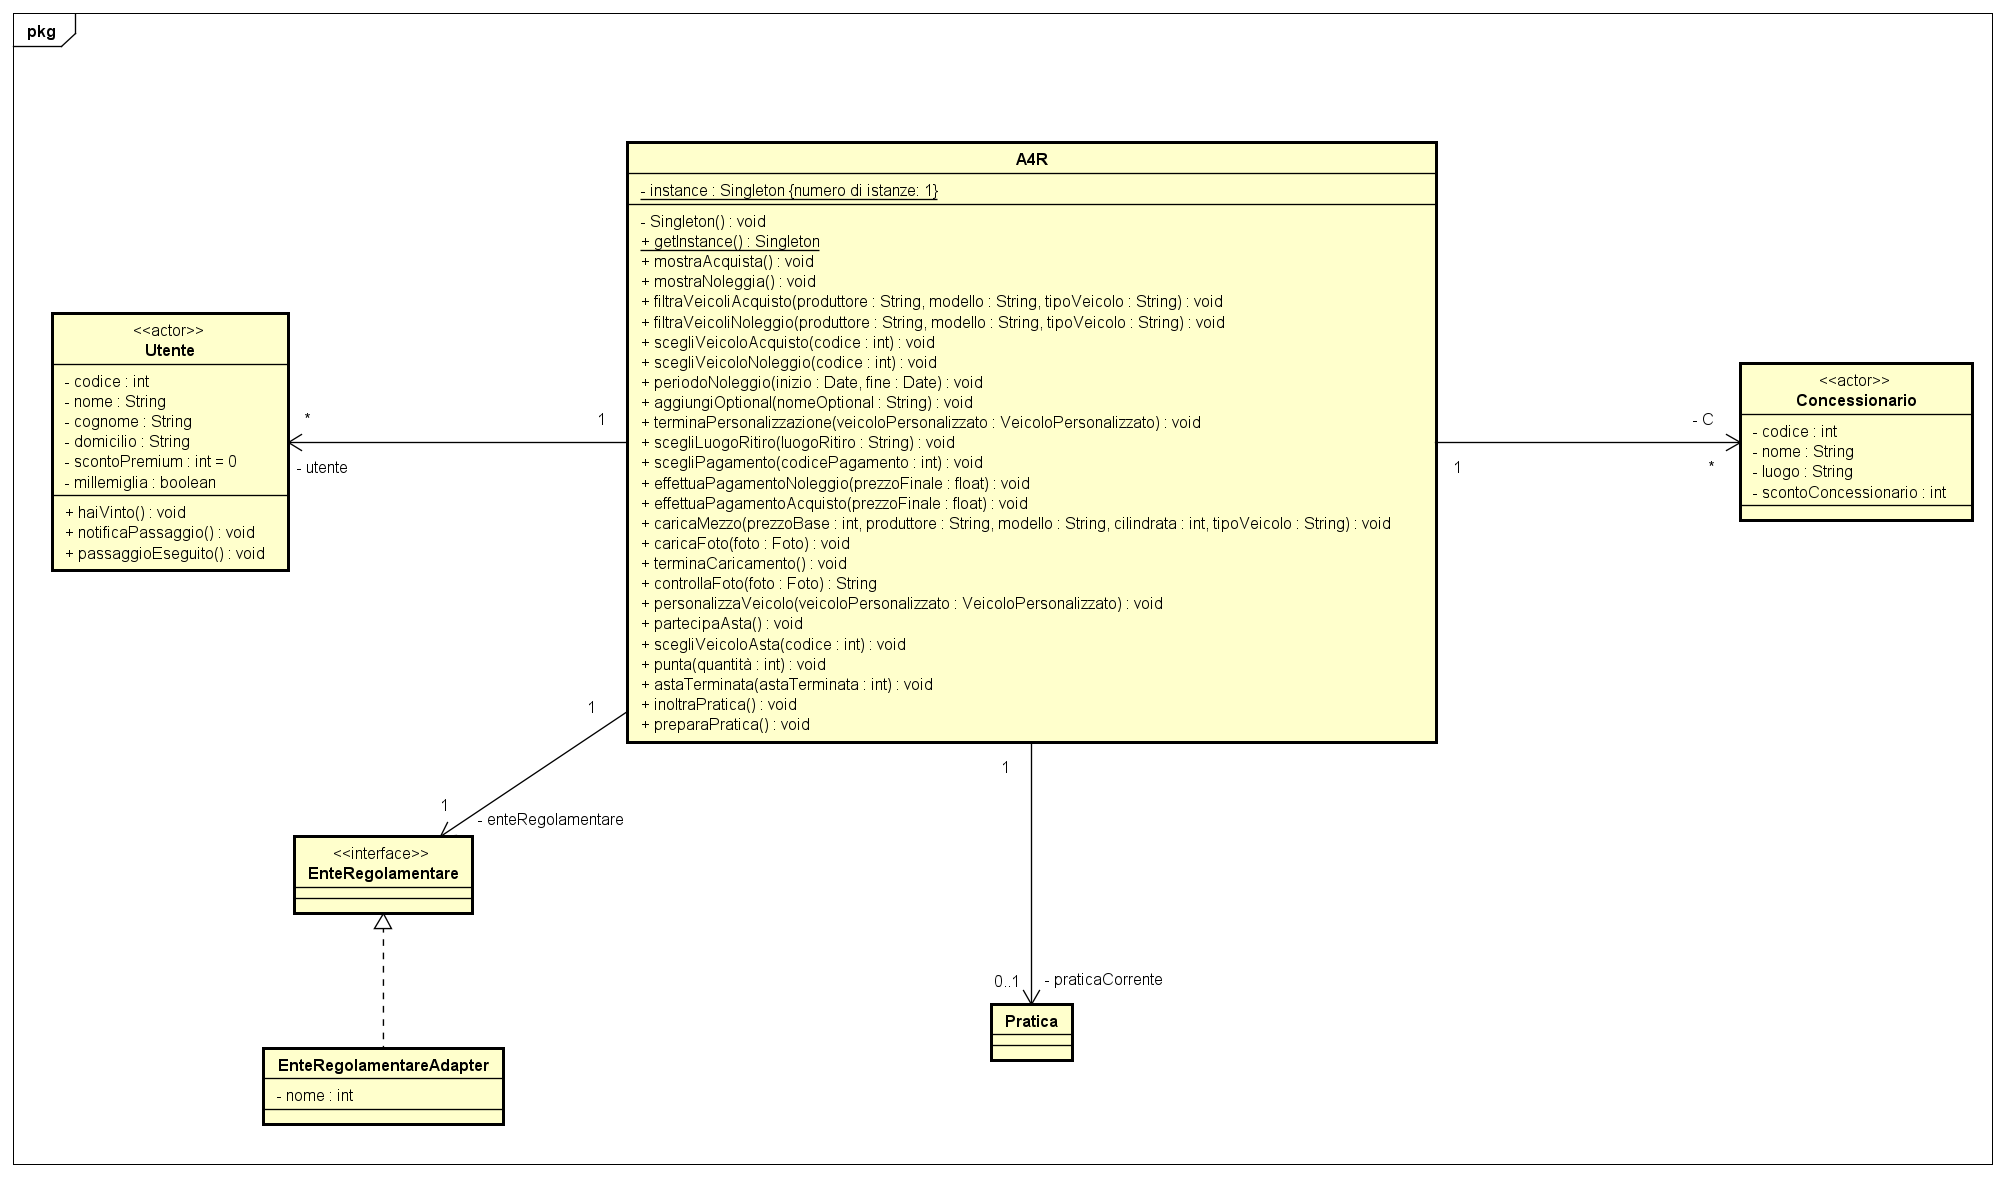 pkg
A4R
- instance : Singleton {numero di istanze: 1}
- Singleton() : void
+ getInstance() : Singleton
+ mostraAcquista() : void
+ mostraNoleggia() : void
+ filtraVeicoliAcquisto(produttore : String, modello : String, tipoVeicolo : String) : void
+ filtraVeicoliNoleggio(produttore : String, modello : String, tipoVeicolo : String) : void
+ scegliVeicoloAcquisto(codice : int) : void
+ scegliVeicoloNoleggio(codice : int) : void
+ periodoNoleggio(inizio : Date, fine : Date) : void
+ aggiungiOptional(nomeOptional : String) : void
+ terminaPersonalizzazione(veicoloPersonalizzato : VeicoloPersonalizzato) : void
+ scegliLuogoRitiro(luogoRitiro : String) : void
+ scegliPagamento(codicePagamento : int) : void
+ effettuaPagamentoNoleggio(prezzoFinale : float) : void
+ effettuaPagamentoAcquisto(prezzoFinale : float) : void
+ caricaMezzo(prezzoBase : int, produttore : String, modello : String, cilindrata : int, tipoVeicolo : String) : void
+ caricaFoto(foto : Foto) : void
+ terminaCaricamento() : void
+ controllaFoto(foto : Foto) : String
+ personalizzaVeicolo(veicoloPersonalizzato : VeicoloPersonalizzato) : void
+ partecipaAsta() : void
+ scegliVeicoloAsta(codice : int) : void
+ punta(quantità : int) : void
+ astaTerminata(astaTerminata : int) : void
+ inoltraPratica() : void
+ preparaPratica() : void
<<actor>>
Utente
- codice : int
- nome : String
- cognome : String
- domicilio : String
- scontoPremium : int = 0
- millemiglia : boolean
+ haiVinto() : void
+ notificaPassaggio() : void
+ passaggioEseguito() : void
*
1
- utente
<<actor>>
Concessionario
- codice : int
- nome : String
- luogo : String
- scontoConcessionario : int
- C
1
*
1
1
- enteRegolamentare
<<interface>>
EnteRegolamentare
EnteRegolamentareAdapter
- nome : int
1
0..1
- praticaCorrente
Pratica